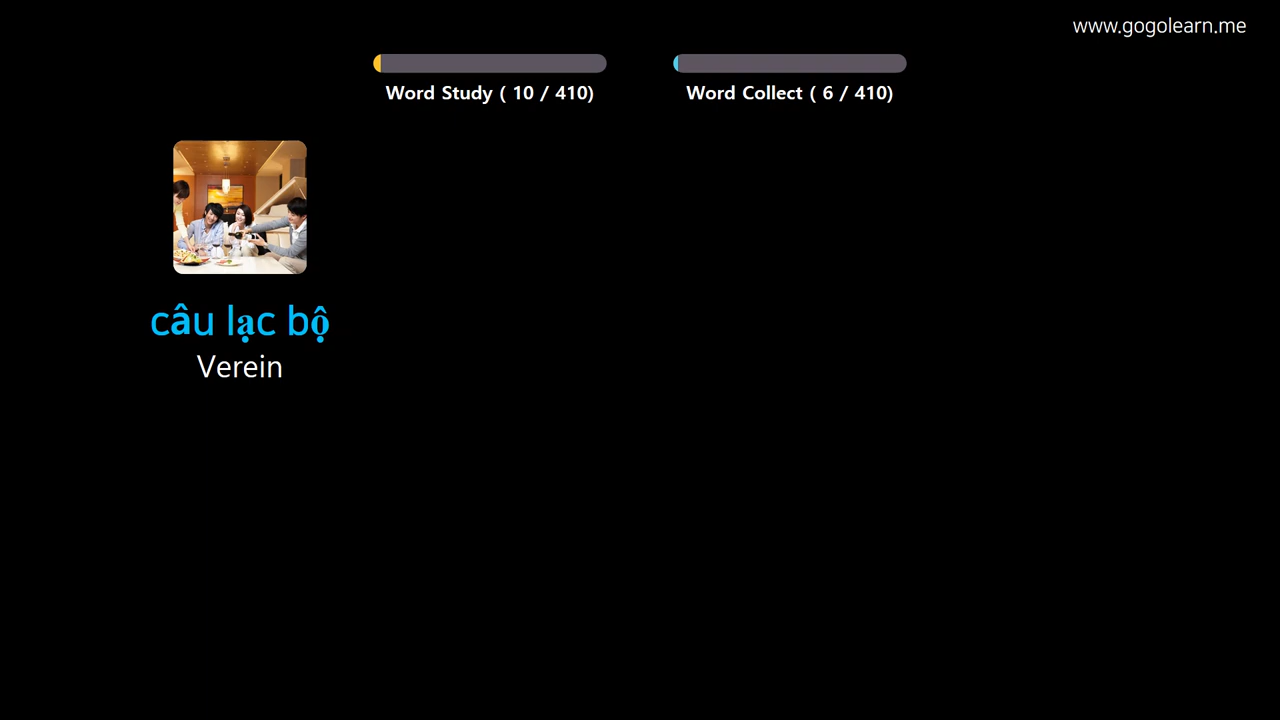 www.gogolearn.me
Word Study ( 10 / 410)
Word Collect ( 6 / 410)
câu lạc bộ
Verein